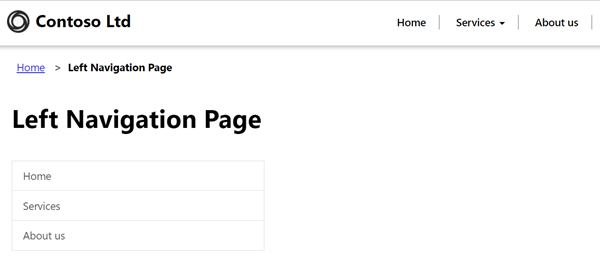 Contoso Ltd
Home Services About us
Home > Left Navigation Page
Left Navigation Page
Home
Services
About us